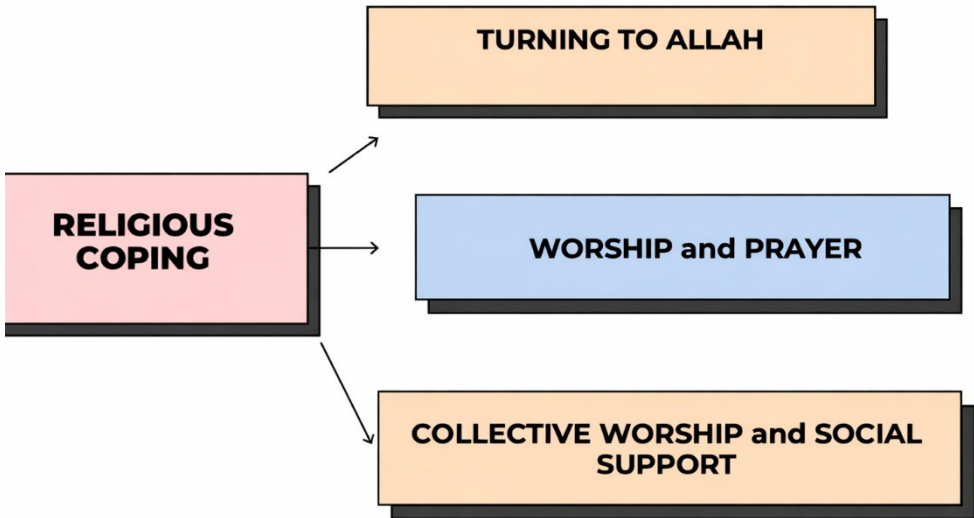 TURNING TO ALLAH
RELIGIOUS
COPING
WORSHIP and PRAYER
COLLECTIVE WORSHIP and SOCIAL
SUPPORT